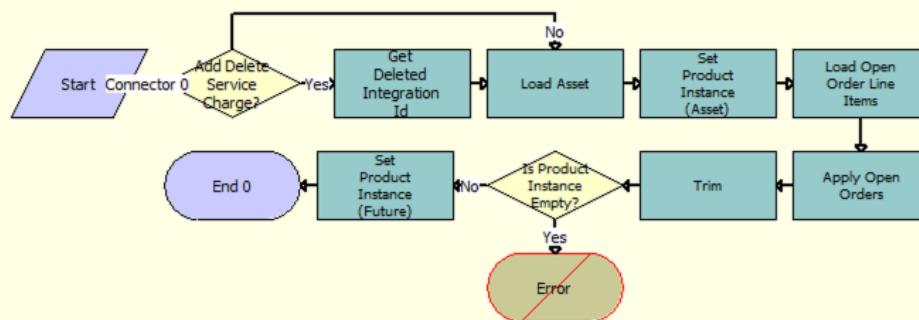 Start
Connector 0
Add Delete
Service
Charge?
Yes
No
Get
Deleted
Integration
Id
Load Asset
Set
Product
Instance
(Asset)
Load Open
Order Line
Items
End 0
Set
Product
Instance
(Future)
No
Is Product
Instance
Empty?
Yes
Trim
Apply Open
Orders
Error